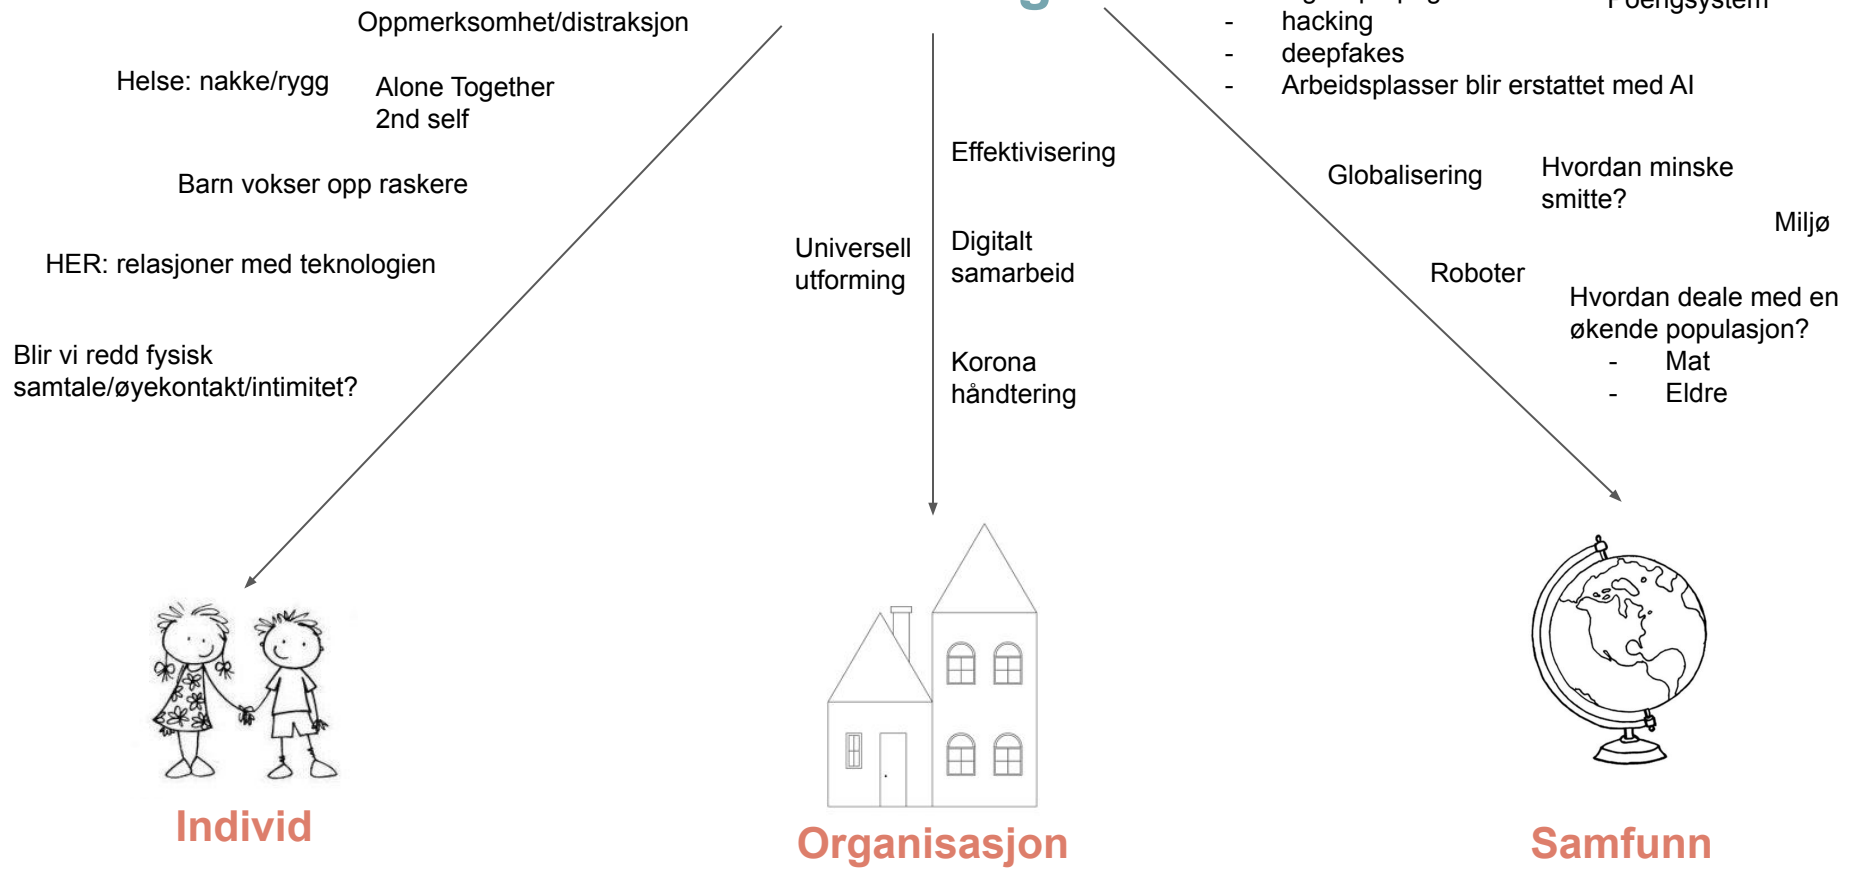 Oppmerksomhet/distraksjon
Helse: nakke/rygg
Alone Together
2nd self
Barn vokser opp raskere
HER: relasjoner med teknologien
Blir vi redd fysisk
samtale/øyekontakt/intimitet?
Effektivisering
Universell
utforming
Digitalt
samarbeid
Korona
håndtering
Poengsystem
- hacking
- deepfakes
- Arbeidsplasser blir erstattet med AI
Globalisering
Hvordan minske
smitte?
Miljø
Roboter
Hvordan deale med en
økende populasjon?
- Mat
- Eldre
Individ
Organisasjon
Samfunn